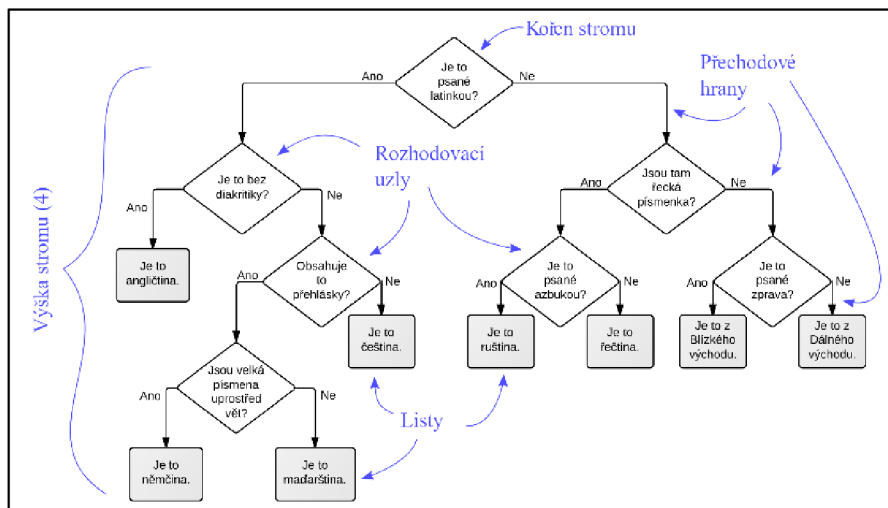 Kořen stromu
Je to
psané
latinkou?
Ano
Ne
Přechodové
hrany
Výška stromu (4)
Rozhodovací
uzly
Je to bez
diakritiky?
Ano
Ne
Jsou tam
řecká
písmenka?
Ano
Ne
Je to
angličtina.
Obsahuje
to
přehlásky?
Ano
Ne
Je to
psané
azbukou?
Ano
Ne
Je to
psané
zprava?
Ano
Ne
Je to
čeština.
Je to
ruština.
Je to
řečtina.
Je to z
Blízkého
východu.
Je to z
Dálného
východu.
Jsou velká
písmena
uprostřed
vět?
Ano
Ne
Listy
Je to
němčina.
Je to
maďarština.